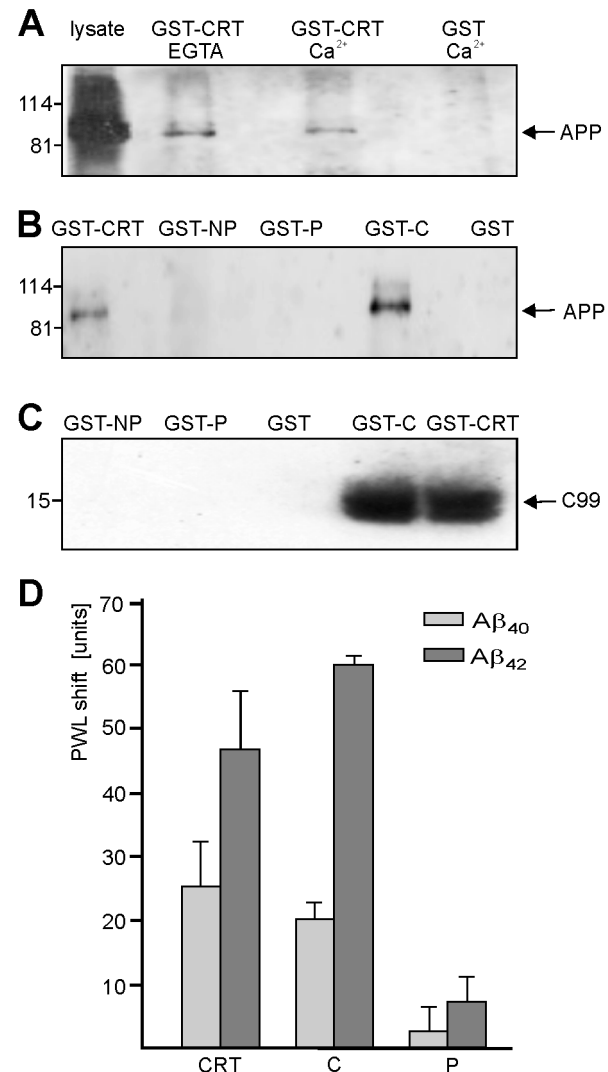 A
lysate GST-CRT GST-CRT GST
EGTA Ca²⁺ Ca²⁺
114
81
APP
B
GST-CRT GST-NP GST-P GST-C GST
114
81
APP
C
GST-NP GST-P GST GST-C GST-CRT
15
C99
D
PWL shift [units]
70
60
50
40
30
20
10
Aβ₄₀
Aβ₄₂
CRT C P